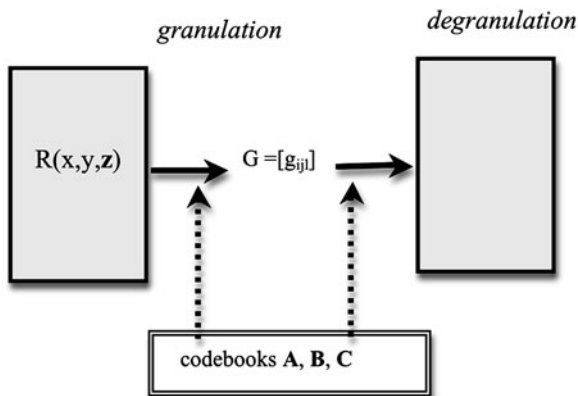 granulation
degranulation
R(x,y,z)
G =[gijl]
codebooks A, B, C